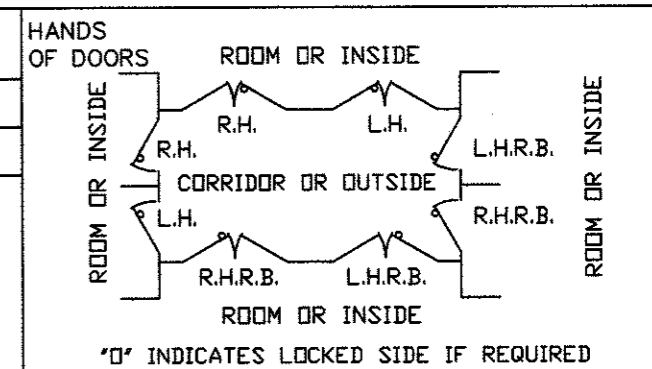 HANDS
OF DOORS
ROOM OR INSIDE
ROOM OR INSIDE
R.H.
L.H.
R.H.
L.H.R.B.
ROOM OR INSIDE
CORRIDOR OR OUTSIDE
L.H.
R.H.R.B.
R.H.R.B.
L.H.R.B.
ROOM OR INSIDE
"O" INDICATES LOCKED SIDE IF REQUIRED